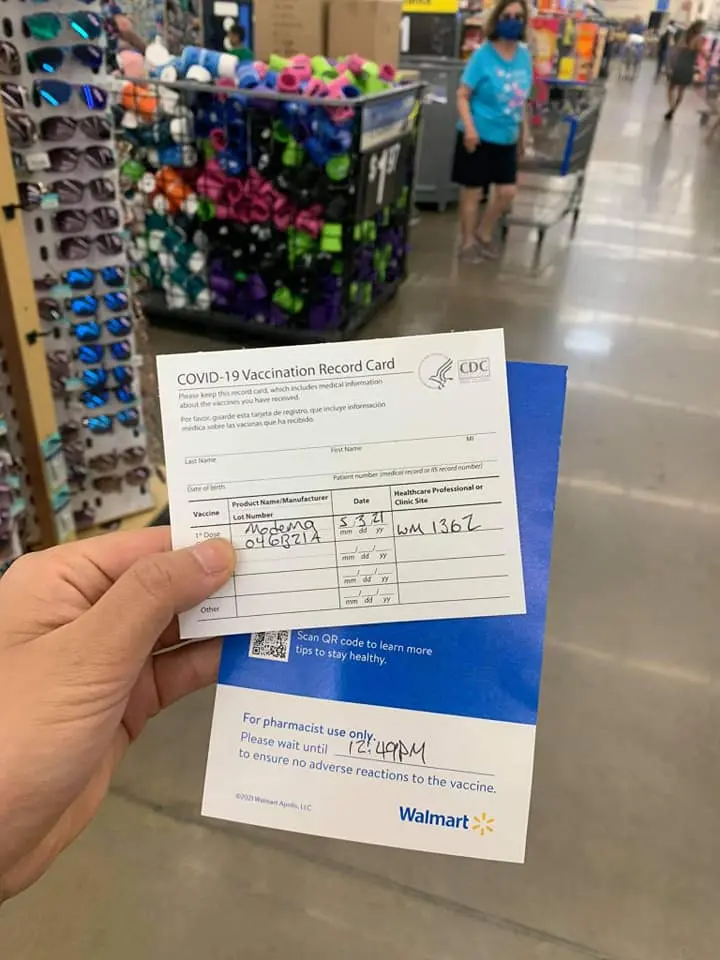 $1.97
COVID-19 Vaccination Record Card
CDC
Please keep this record card, which includes medical information
about the vaccines you have received.
Por favor, guarde esta tarjeta de registro, que incluye información
médica sobre las vacunas que ha recibido.
Last Name First Name MI
Date of birth Patient number (medical record or IIS record number)
Vaccine Product Name/Manufacturer Date Healthcare Professional or
Lot Number Clinic Site
1st Dose Moderna 5/3/21 WM 1362
046B21A mm dd yy
mm dd yy
mm dd yy
Other mm dd yy
Scan QR code to learn more
tips to stay healthy.
For pharmacist use only.
Please wait until 12:49PM
to ensure no adverse reactions to the vaccine.
©2021 Walmart Apollo, LLC
Walmart